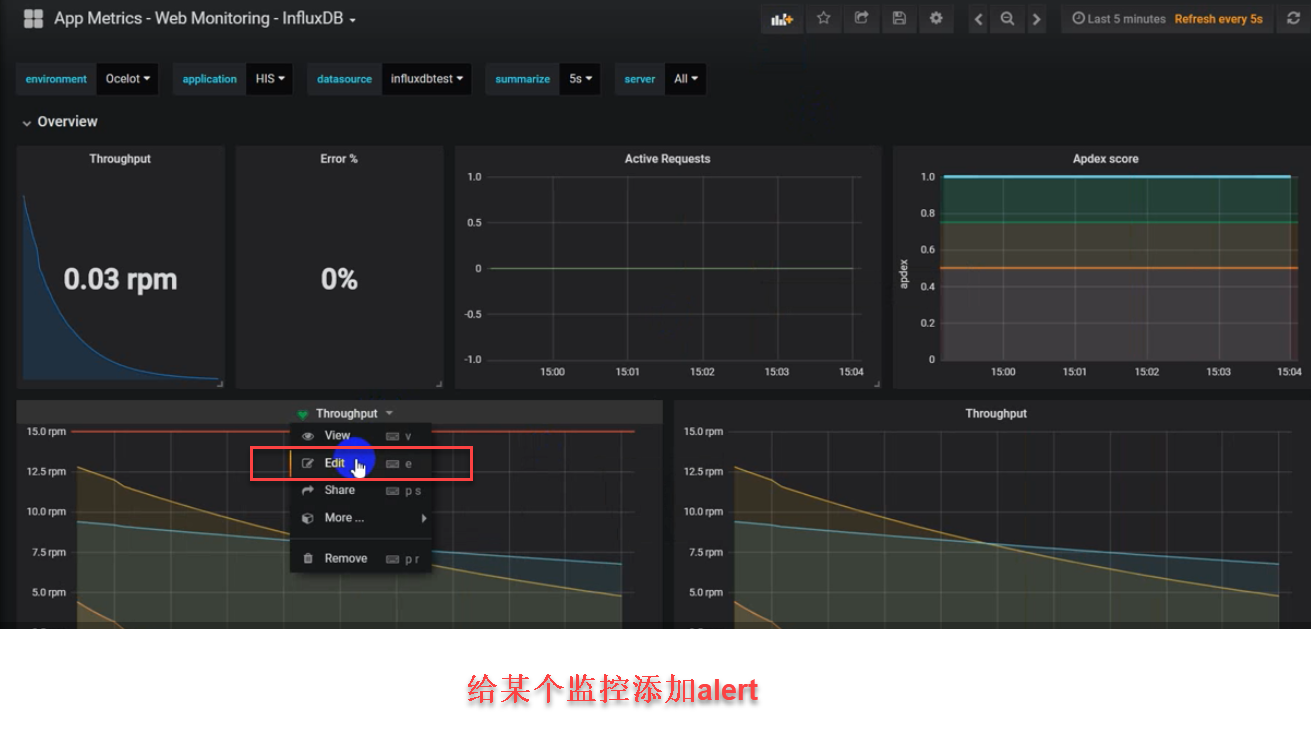 App Metrics - Web Monitoring - InfluxDB
Last 5 minutes Refresh every 5s
environment Ocelot application HIS datasource influxdbtest summarize 5s server All
Overview
Throughput
0.03 rpm
Error %
0%
Active Requests
1.0
0.5
0
-0.5
-1.0
15:00 15:01 15:02 15:03 15:04
Apdex score
apdex
1.0
0.8
0.6
0.4
0.2
0
15:00 15:01 15:02 15:03 15:04
Throughput
15.0 rpm
12.5 rpm
10.0 rpm
7.5 rpm
5.0 rpm
View v
Edit e
Share p s
More ...
Remove p r
Throughput
15.0 rpm
12.5 rpm
10.0 rpm
7.5 rpm
5.0 rpm
给某个监控添加alert